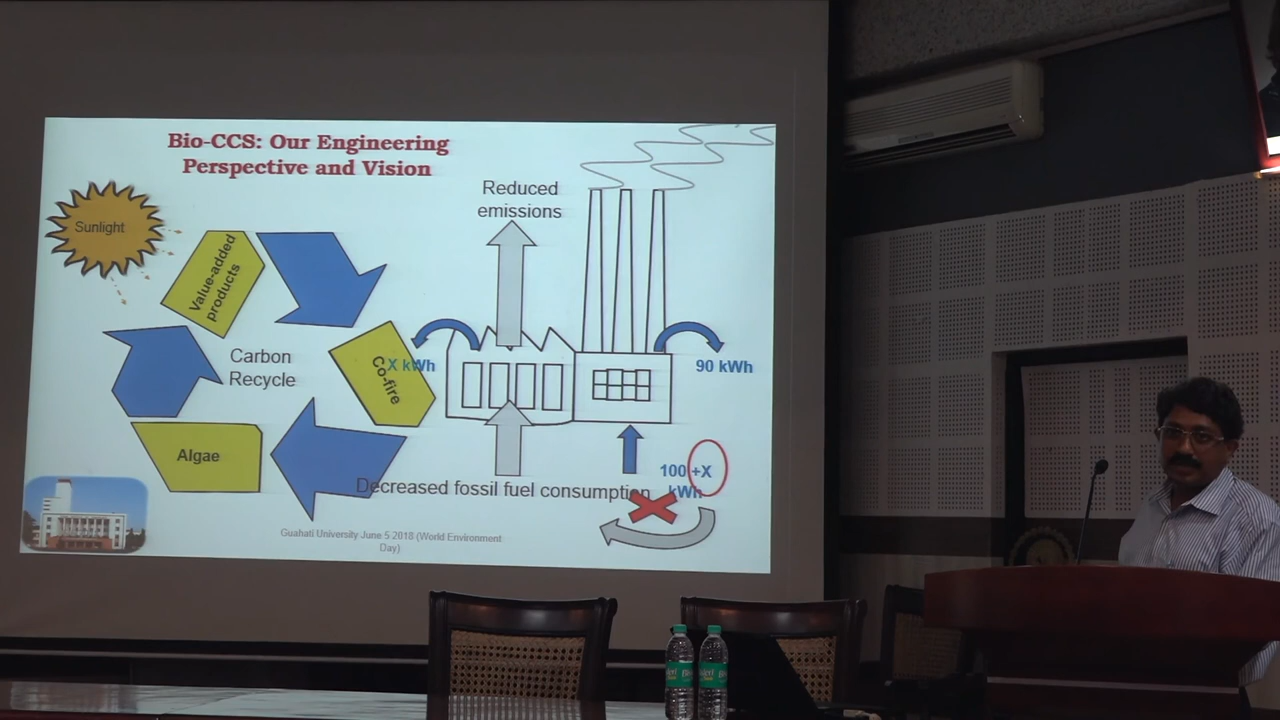 Bio-CCS: Our Engineering
Perspective and Vision
Sunlight
Value-added
products
Carbon
Recycle
Co-fire
Algae
Reduced
emissions
X kWh
90 kWh
100 +X
kWh
Decreased fossil fuel consumption
Guahati University June 5 2018 (World Environment
Day)